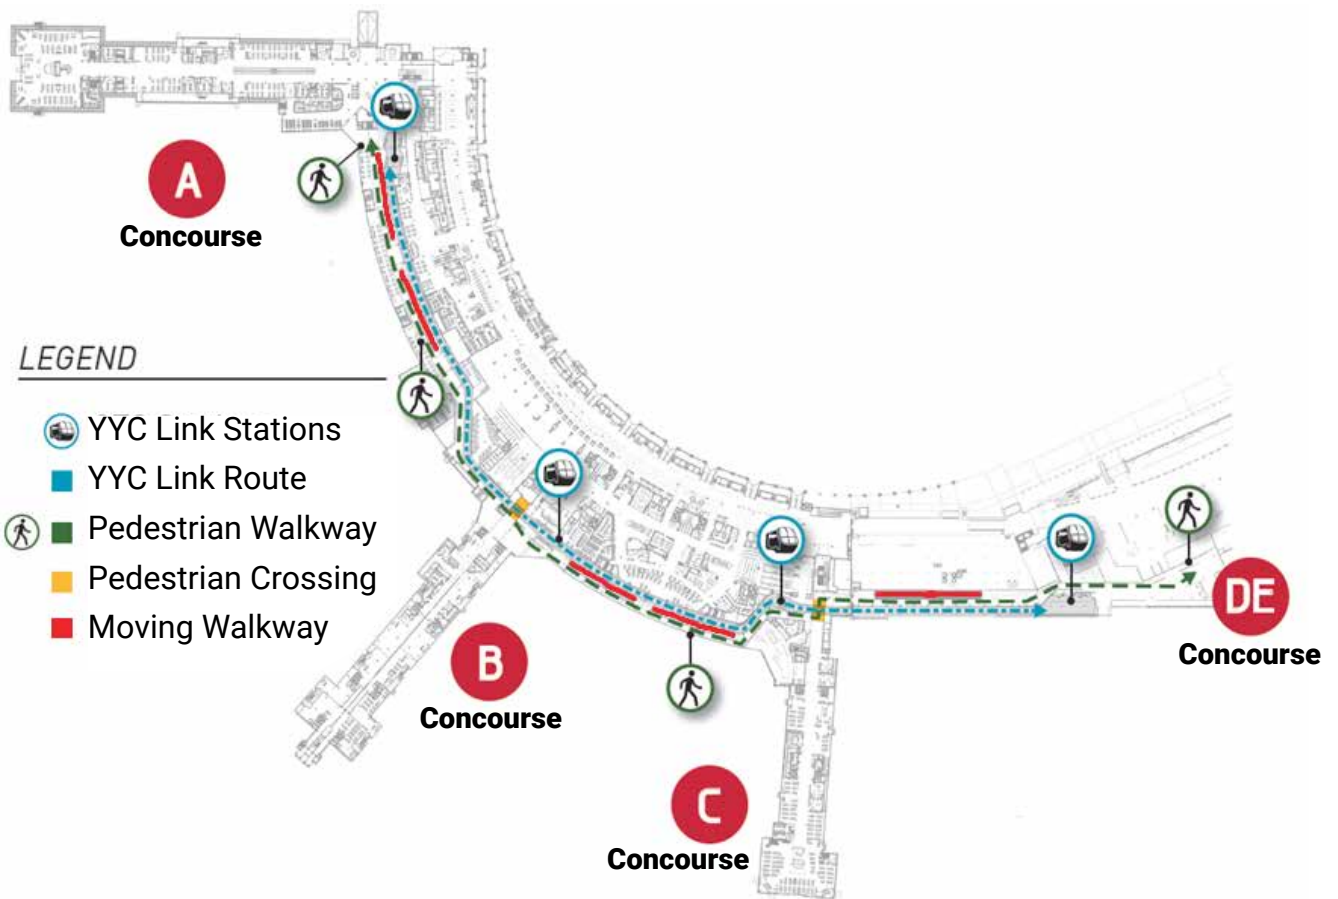 A
Concourse
LEGEND
YYC Link Stations
YYC Link Route
Pedestrian Walkway
Pedestrian Crossing
Moving Walkway
DE
Concourse
B
Concourse
C
Concourse